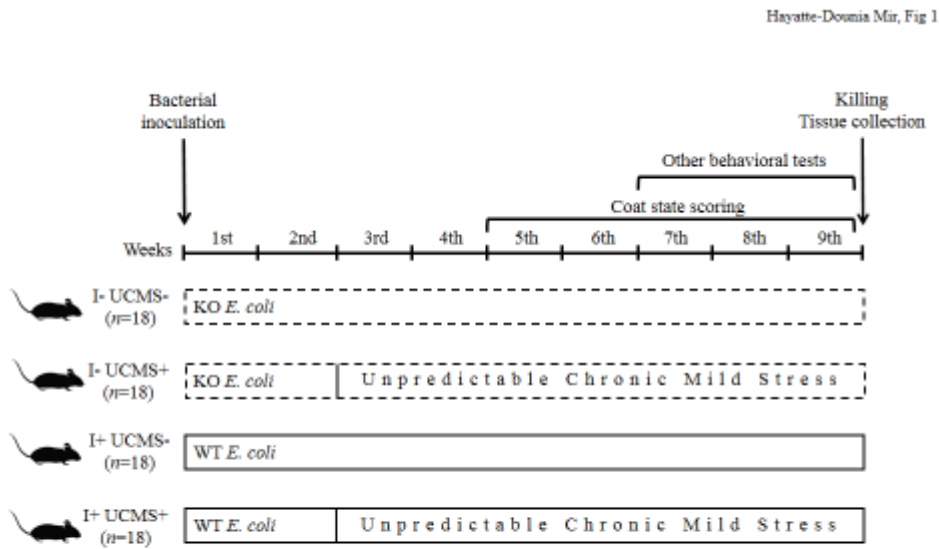 Hayatte-Dounia Mir, Fig 1
Bacterial
inoculation
Killing
Tissue collection
Other behavioral tests
Coat state scoring
Weeks 1st 2nd 3rd 4th 5th 6th 7th 8th 9th
I- UCMS-
(n=18)
KO E. coli
I- UCMS+
(n=18)
KO E. coli Unpredictable Chronic Mild Stress
I+ UCMS-
(n=18)
WT E. coli
I+ UCMS+
(n=18)
WT E. coli Unpredictable Chronic Mild Stress